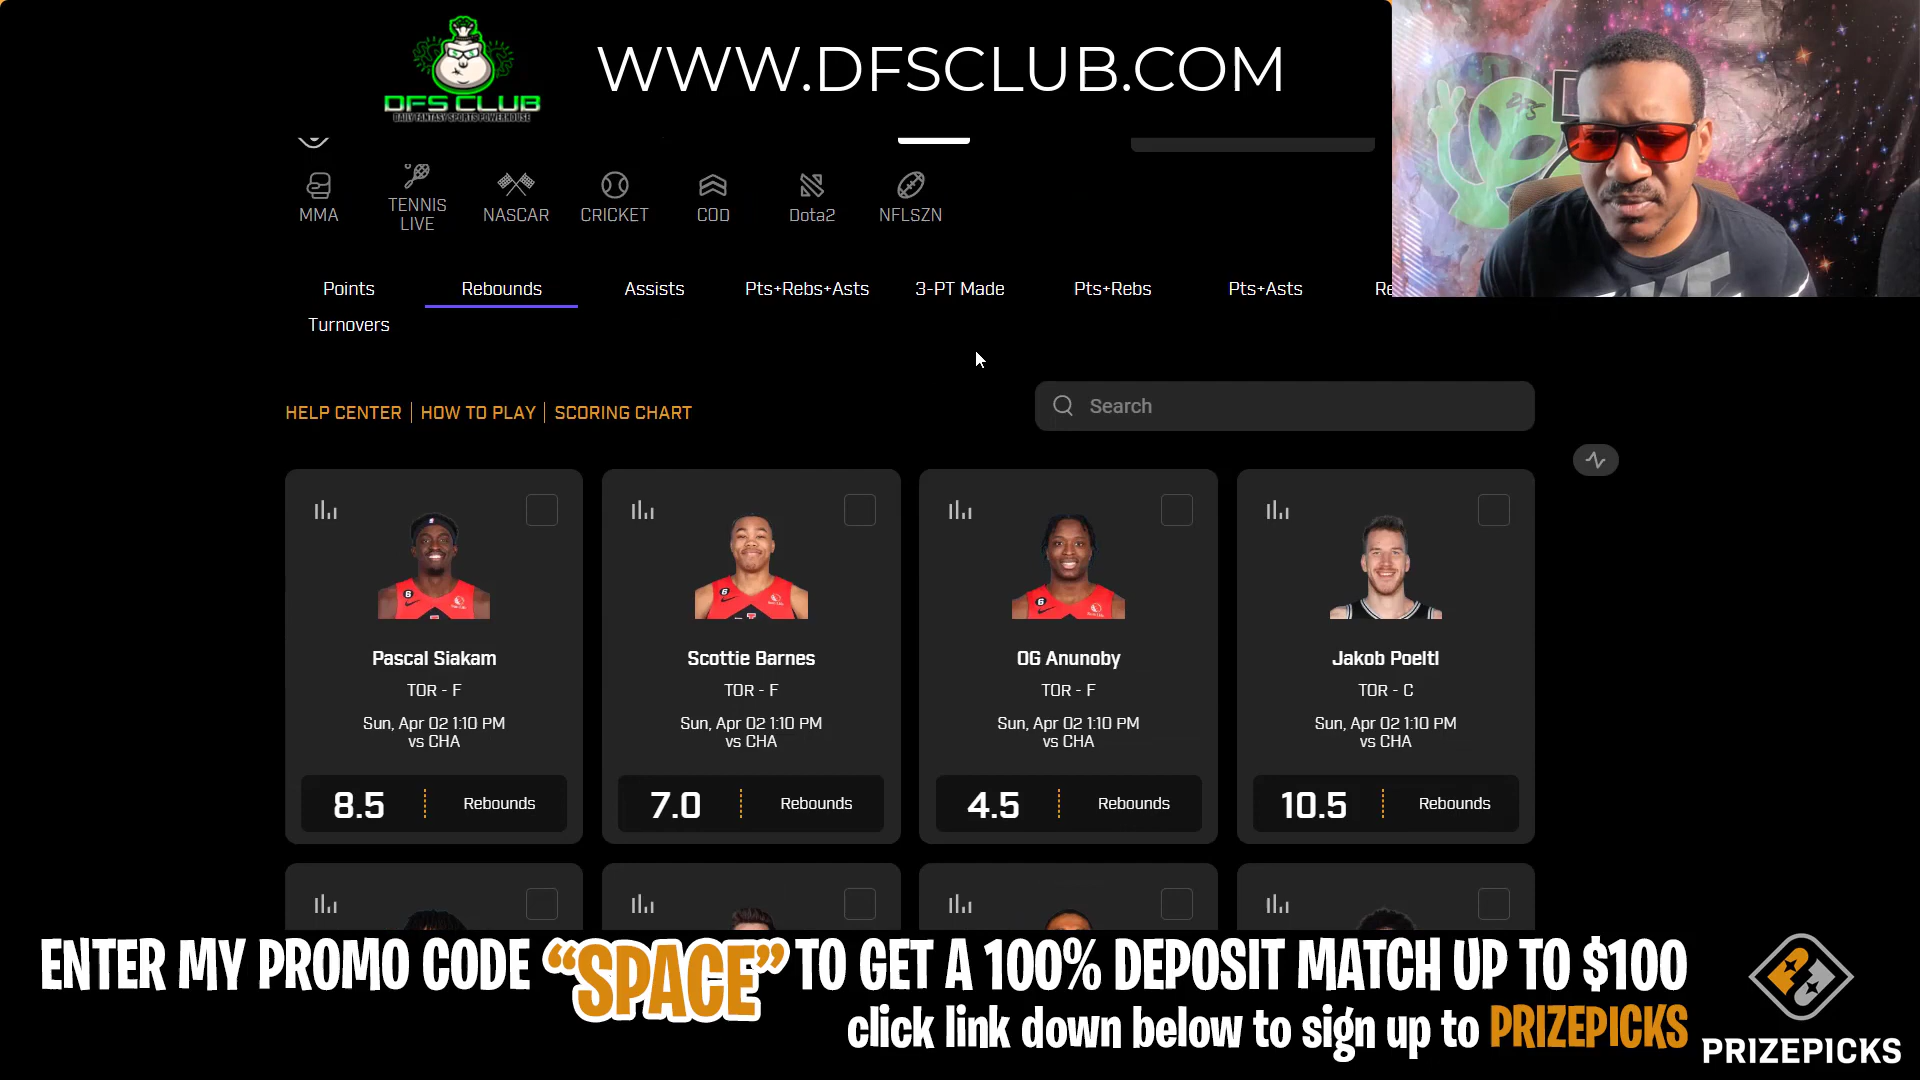 DFS CLUB
DAILY FANTASY SPORTS POWERHOUSE
WWW.DFSCLUB.COM
MMA
TENNIS
LIVE
NASCAR
CRICKET
COD
Dota2
NFLSZN
Points
Rebounds
Assists
Pts+Rebs+Asts
3-PT Made
Pts+Rebs
Pts+Asts
Re
Turnovers
HELP CENTER
HOW TO PLAY
SCORING CHART
Search
Pascal Siakam
TOR - F
Sun, Apr 02 1:10 PM
vs CHA
8.5
Rebounds
Scottie Barnes
TOR - F
Sun, Apr 02 1:10 PM
vs CHA
7.0
Rebounds
OG Anunoby
TOR - F
Sun, Apr 02 1:10 PM
vs CHA
4.5
Rebounds
Jakob Poeltl
TOR - C
Sun, Apr 02 1:10 PM
vs CHA
10.5
Rebounds
ENTER MY PROMO CODE “SPACE” TO GET A 100% DEPOSIT MATCH UP TO $100
click link down below to sign up to PRIZEPICKS
PRIZEPICKS